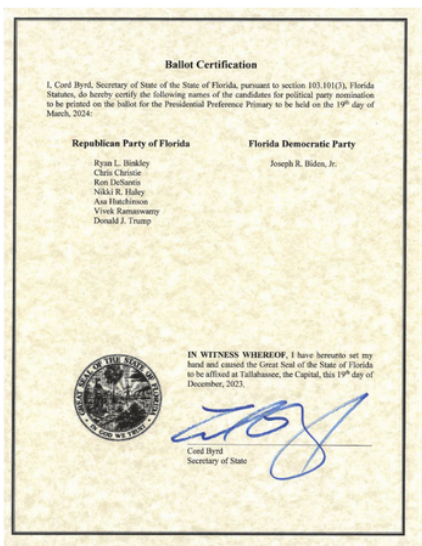 Ballot Certification
I, Cord Byrd, Secretary of State of the State of Florida, pursuant to section 103.101(3), Florida
Statutes, do hereby certify the following names of the candidates for political party nomination
to be printed on the ballot for the Presidential Preference Primary to be held on the 19th day of
March, 2024:
Republican Party of Florida
Ryan L. Binkley
Chris Christie
Ron DeSantis
Nikki R. Haley
Asa Hutchinson
Vivek Ramaswamy
Donald J. Trump
Florida Democratic Party
Joseph R. Biden, Jr.
GREAT SEAL OF THE STATE OF FLORIDA
IN GOD WE TRUST
IN WITNESS WHEREOF, I have hereunto set my
hand and caused the Great Seal of the State of Florida
to be affixed at Tallahassee, the Capital, this 19th day of
December, 2023.
Cord Byrd
Secretary of State